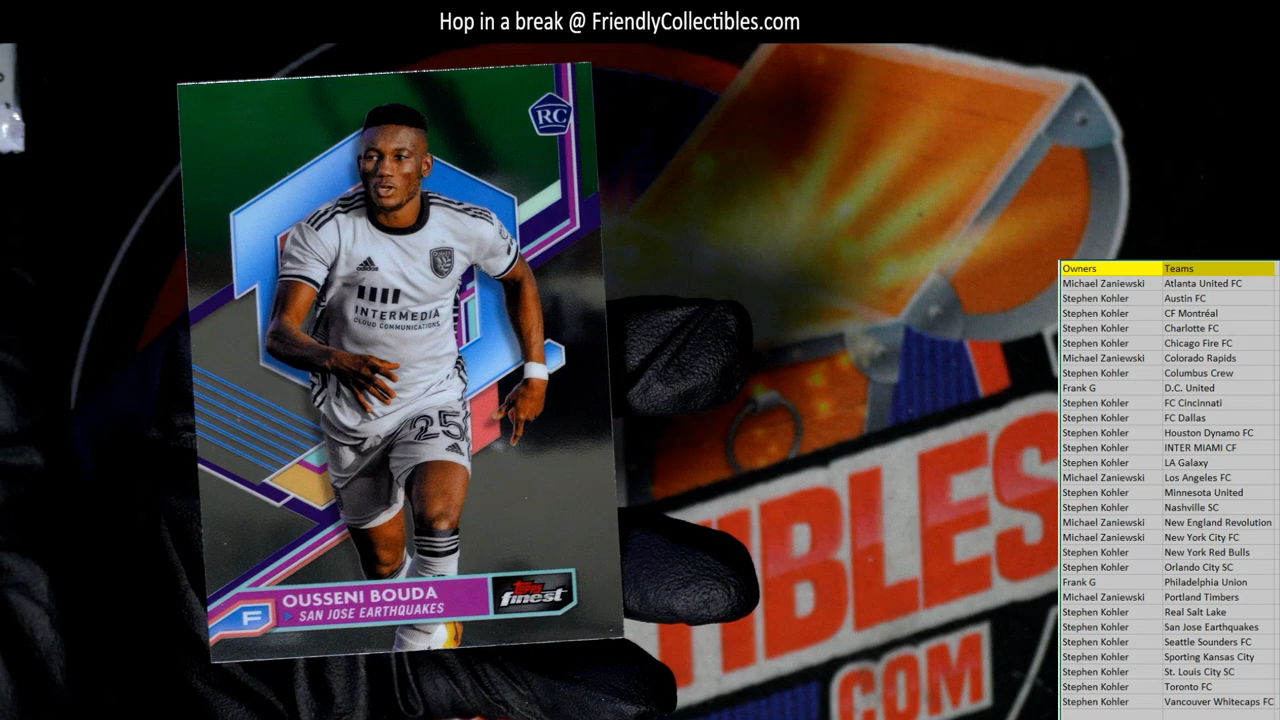 Hop in a break @ FriendlyCollectibles.com
RC
adidas
INTERMEDIA
CLOUD COMMUNICATIONS
25
OUSSENI BOUDA
SAN JOSE EARTHQUAKES
F
Topps
finest
TIBLES
.COM
Owners Teams
Michael Zaniewski Atlanta United FC
Stephen Kohler Austin FC
Stephen Kohler CF Montréal
Stephen Kohler Charlotte FC
Stephen Kohler Chicago Fire FC
Michael Zaniewski Colorado Rapids
Stephen Kohler Columbus Crew
Frank G D.C. United
Stephen Kohler FC Cincinnati
Stephen Kohler FC Dallas
Stephen Kohler Houston Dynamo FC
Stephen Kohler INTER MIAMI CF
Stephen Kohler LA Galaxy
Michael Zaniewski Los Angeles FC
Stephen Kohler Minnesota United
Stephen Kohler Nashville SC
Michael Zaniewski New England Revolution
Michael Zaniewski New York City FC
Stephen Kohler New York Red Bulls
Stephen Kohler Orlando City SC
Frank G Philadelphia Union
Michael Zaniewski Portland Timbers
Stephen Kohler Real Salt Lake
Stephen Kohler San Jose Earthquakes
Stephen Kohler Seattle Sounders FC
Stephen Kohler Sporting Kansas City
Stephen Kohler St. Louis City SC
Stephen Kohler Toronto FC
Stephen Kohler Vancouver Whitecaps FC